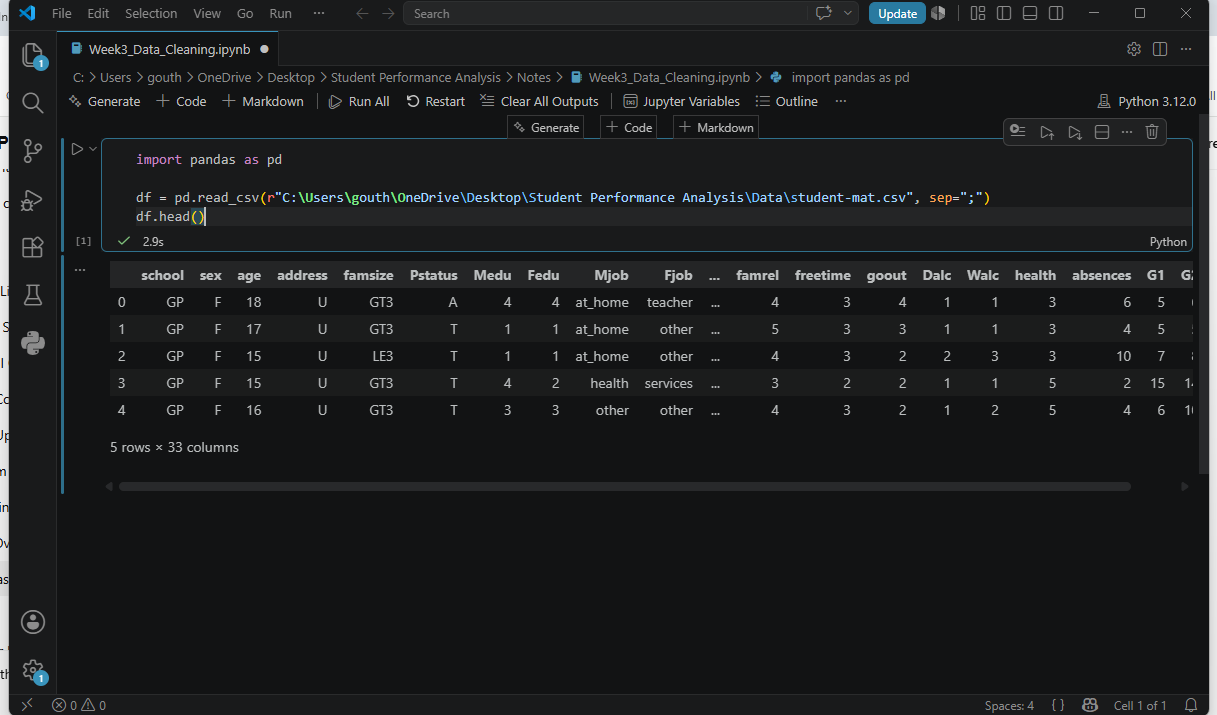 File Edit Selection View Go Run ··· Search Update
Week3_Data_Cleaning.ipynb
C: > Users > gouth > OneDrive > Desktop > Student Performance Analysis > Notes > Week3_Data_Cleaning.ipynb > import pandas as pd
Generate + Code + Markdown Run All Restart Clear All Outputs Jupyter Variables Outline ··· Python 3.12.0
Generate + Code + Markdown
import pandas as pd
df = pd.read_csv(r"C:\Users\gouth\OneDrive\Desktop\Student Performance Analysis\Data\student-mat.csv", sep=";")
df.head()
[1] 2.9s Python
school sex age address famsize Pstatus Medu Fedu Mjob Fjob ... famrel freetime goout Dalc Walc health absences G1
0 GP F 18 U GT3 A 4 4 at_home teacher ... 4 3 4 1 1 3 6 5
1 GP F 17 U GT3 T 1 1 at_home other ... 5 3 3 1 1 3 4 5
2 GP F 15 U LE3 T 1 1 at_home other ... 4 3 2 2 3 3 10 7
3 GP F 15 U GT3 T 4 2 health services ... 3 2 2 1 1 5 2 15
4 GP F 16 U GT3 T 3 3 other other ... 4 3 2 1 2 5 4 6
5 rows × 33 columns
1
1
0 0 Spaces: 4 { } Cell 1 of 1